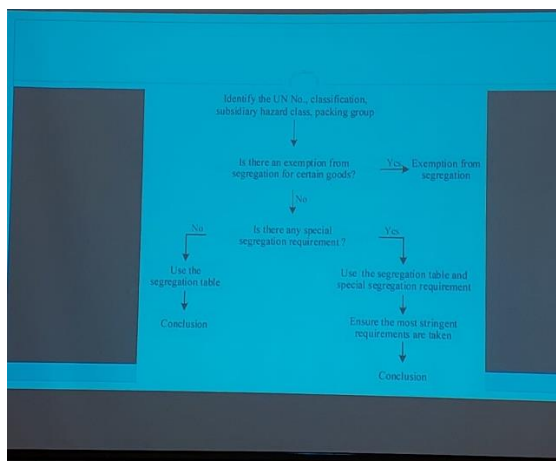 Identify the UN No., classification,
subsidiary hazard class, packing group
Is there an exemption from
segregation for certain goods?
Yes
Exemption from
segregation
No
Is there any special
segregation requirement ?
No
Yes
Use the
segregation table
Conclusion
Use the segregation table and
special segregation requirement
Ensure the most stringent
requirements are taken
Conclusion